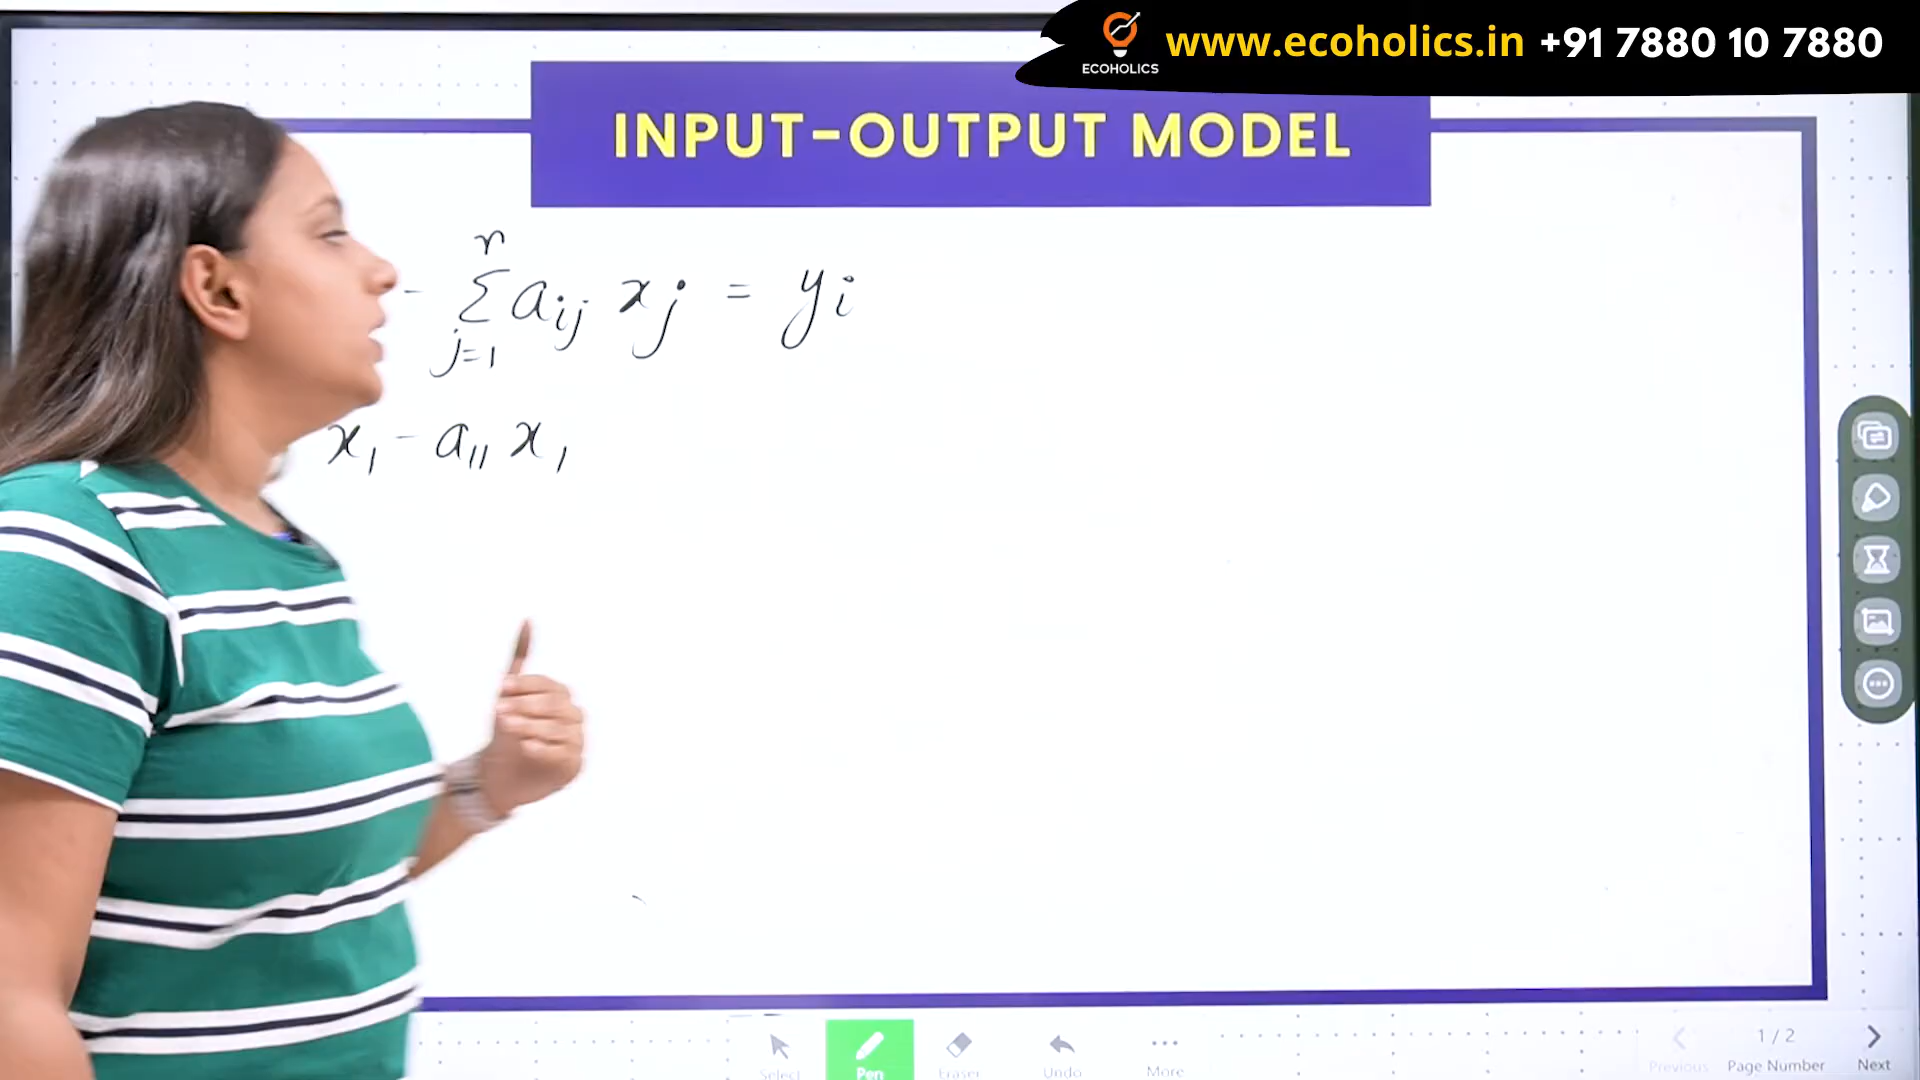 www.ecoholics.in +91 7880 10 7880
ECOHOLICS
INPUT-OUTPUT MODEL
n
- Σ aij xj = yi
j=1
x1 - a11 x1
Select
Pen
Eraser
Undo
More
Previous
1 / 2
Page Number
Next